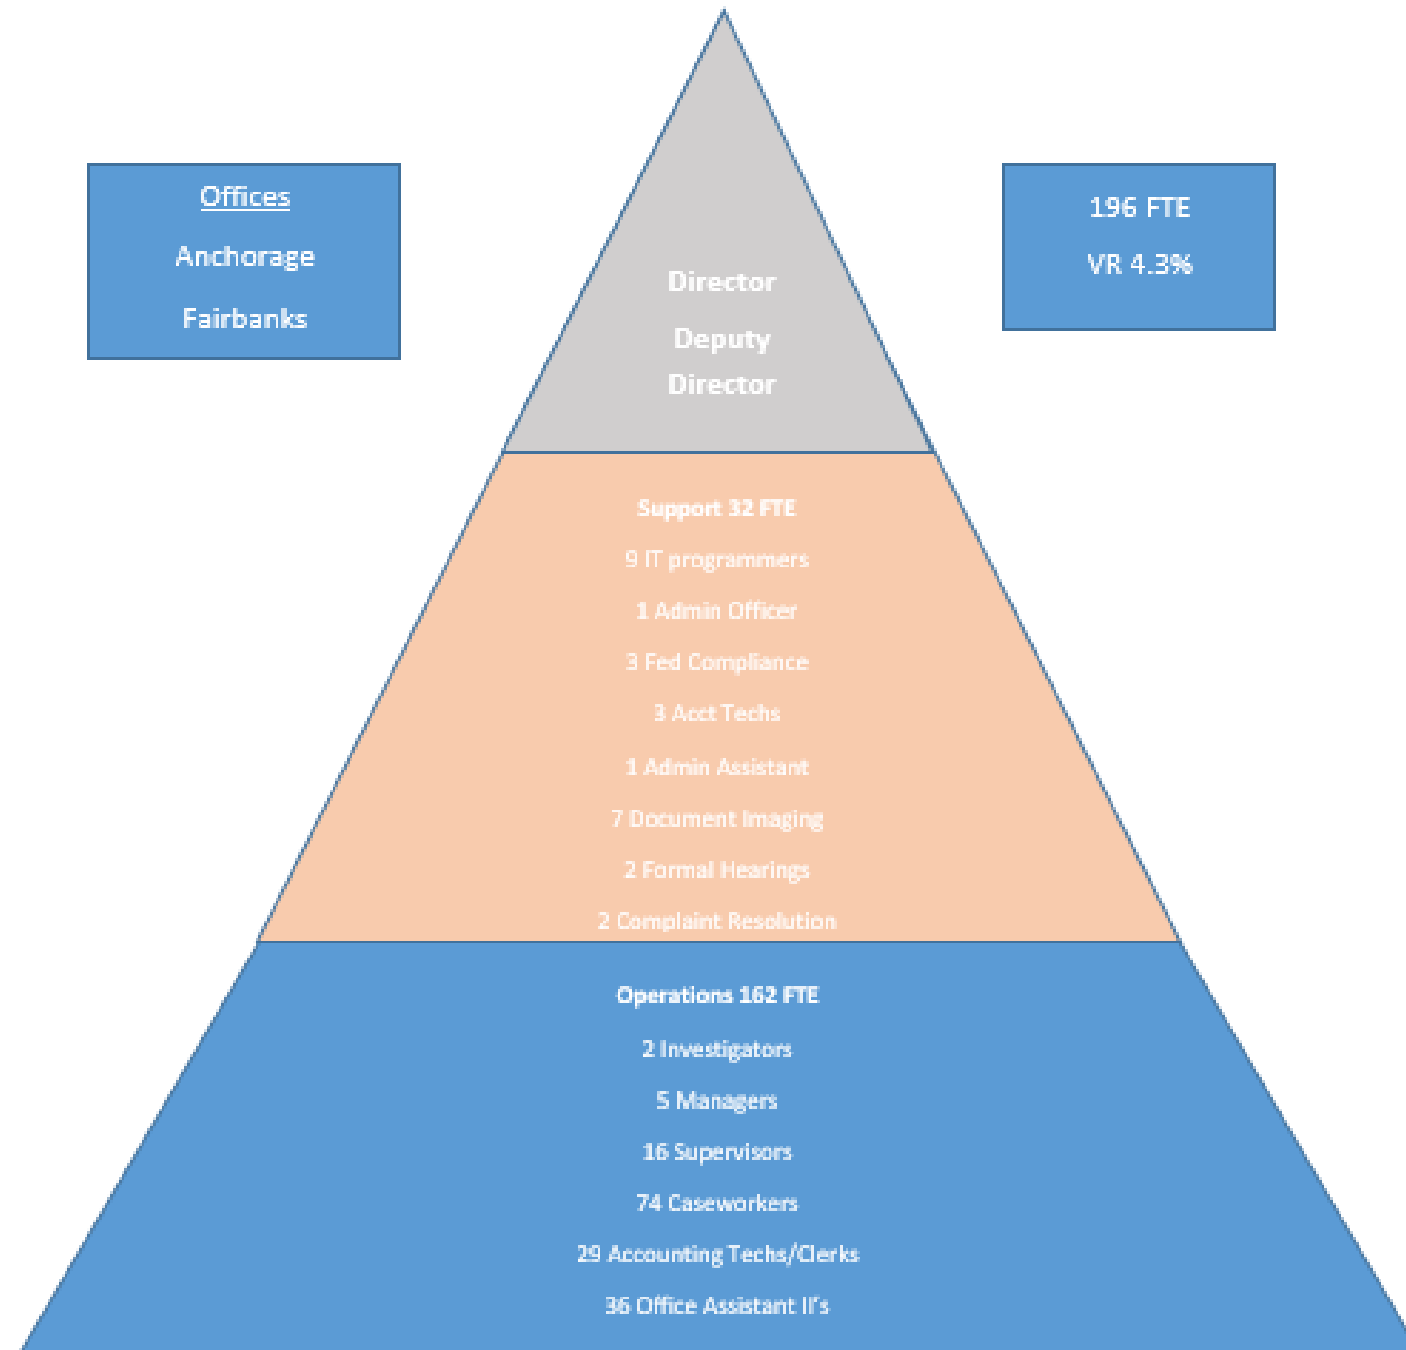 Offices
Anchorage
Fairbanks
196 FTE
VR 4.3%
Director
Deputy
Director
Support 32 FTE
9 IT programmers
1 Admin Officer
3 Fed Compliance
3 Acct Techs
1 Admin Assistant
7 Document Imaging
2 Formal Hearings
2 Complaint Resolution
Operations 162 FTE
2 Investigators
5 Managers
16 Supervisors
74 Caseworkers
29 Accounting Techs/Clerks
36 Office Assistant II's